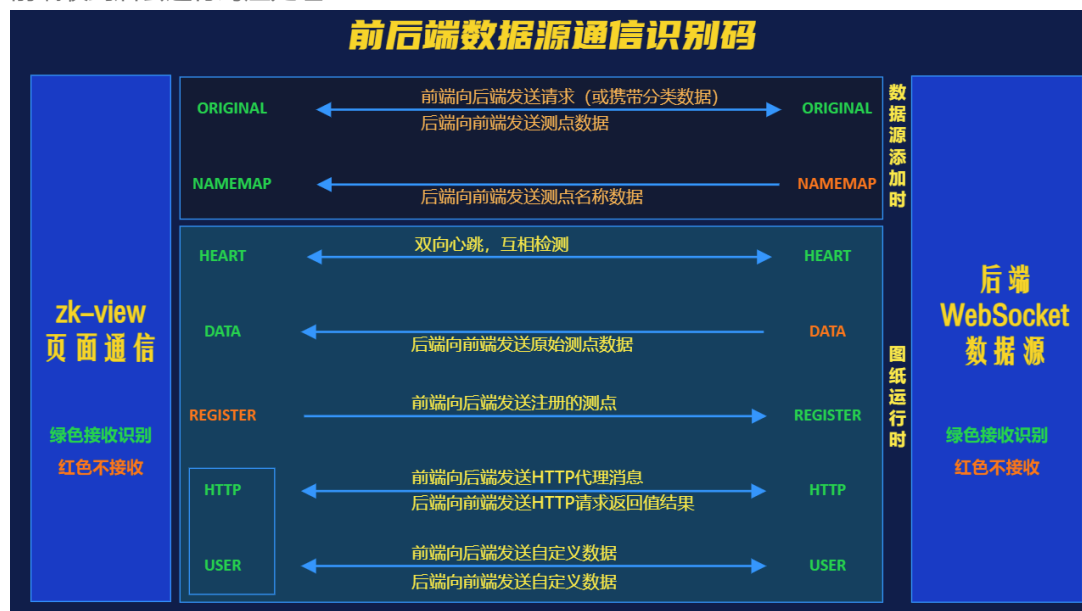 前后端数据源通信识别码
zk-view
页面通信
绿色接收识别
红色不接收
ORIGINAL
前端向后端发送请求（或携带分类数据）
后端向前端发送测点数据
ORIGINAL
NAMEMAP
后端向前端发送测点名称数据
NAMEMAP
数据源添加时
HEART
双向心跳，互相检测
HEART
DATA
后端向前端发送原始测点数据
DATA
REGISTER
前端向后端发送注册的测点
REGISTER
HTTP
前端向后端发送HTTP代理消息
后端向前端发送HTTP请求返回值结果
HTTP
USER
前端向后端发送自定义数据
后端向前端发送自定义数据
USER
图纸运行时
后端
WebSocket
数据源
绿色接收识别
红色不接收